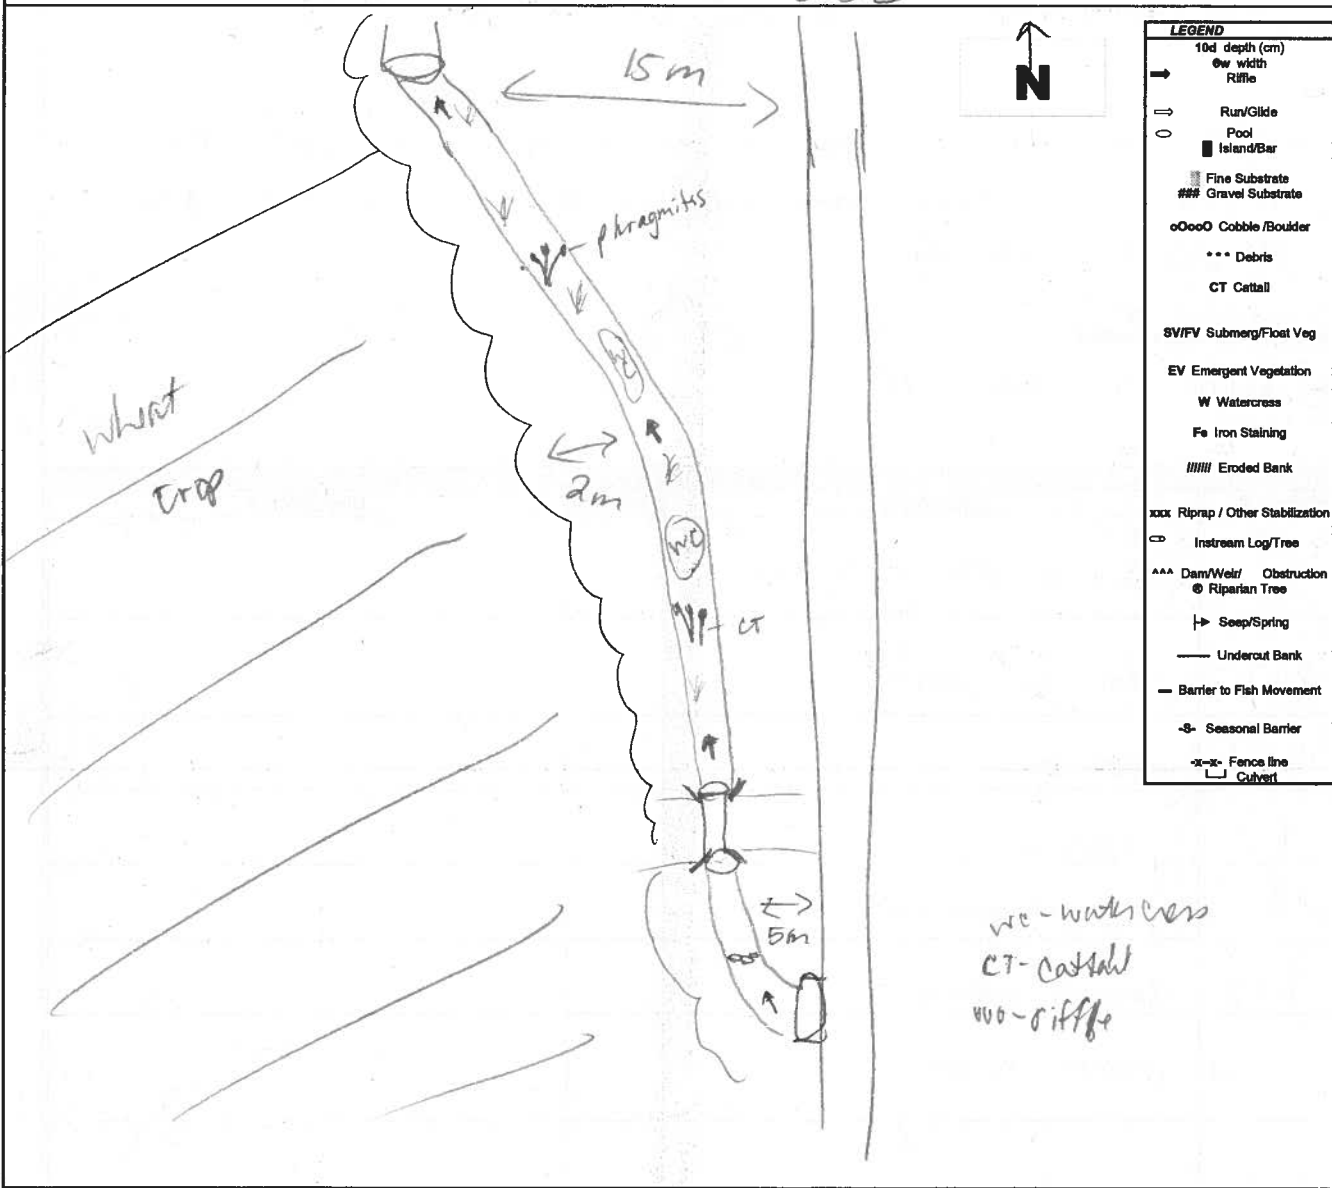 15m
N
phragmites
wheat
crop
2m
WC
WC
CT
5m
wc - watercress
CT - cattail
riffle
LEGEND
10d depth (cm)
6w width
Riffle
Run/Glide
Pool
Island/Bar
Fine Substrate
### Gravel Substrate
oOooO Cobble /Boulder
*** Debris
CT Cattail
SV/FV Submerg/Float Veg
EV Emergent Vegetation
W Watercress
Fe Iron Staining
/////// Eroded Bank
xxx Riprap / Other Stabilization
Instream Log/Tree
^^^ Dam/Weir/ Obstruction
® Riparian Tree
Seep/Spring
Undercut Bank
Barrier to Fish Movement
-S- Seasonal Barrier
-x-x- Fence line
Culvert